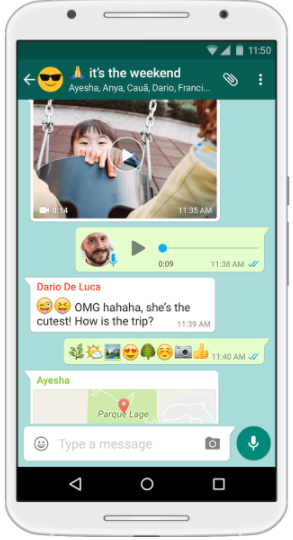 11:50
it's the weekend
Ayesha, Anya, Cauã, Dario, Franci...
0:14
11:35 AM
0:09
11:38 AM
Dario De Luca
OMG hahaha, she's the
cutest! How is the trip?
11:39 AM
11:40 AM
Ayesha
Parque Lage
Type a message